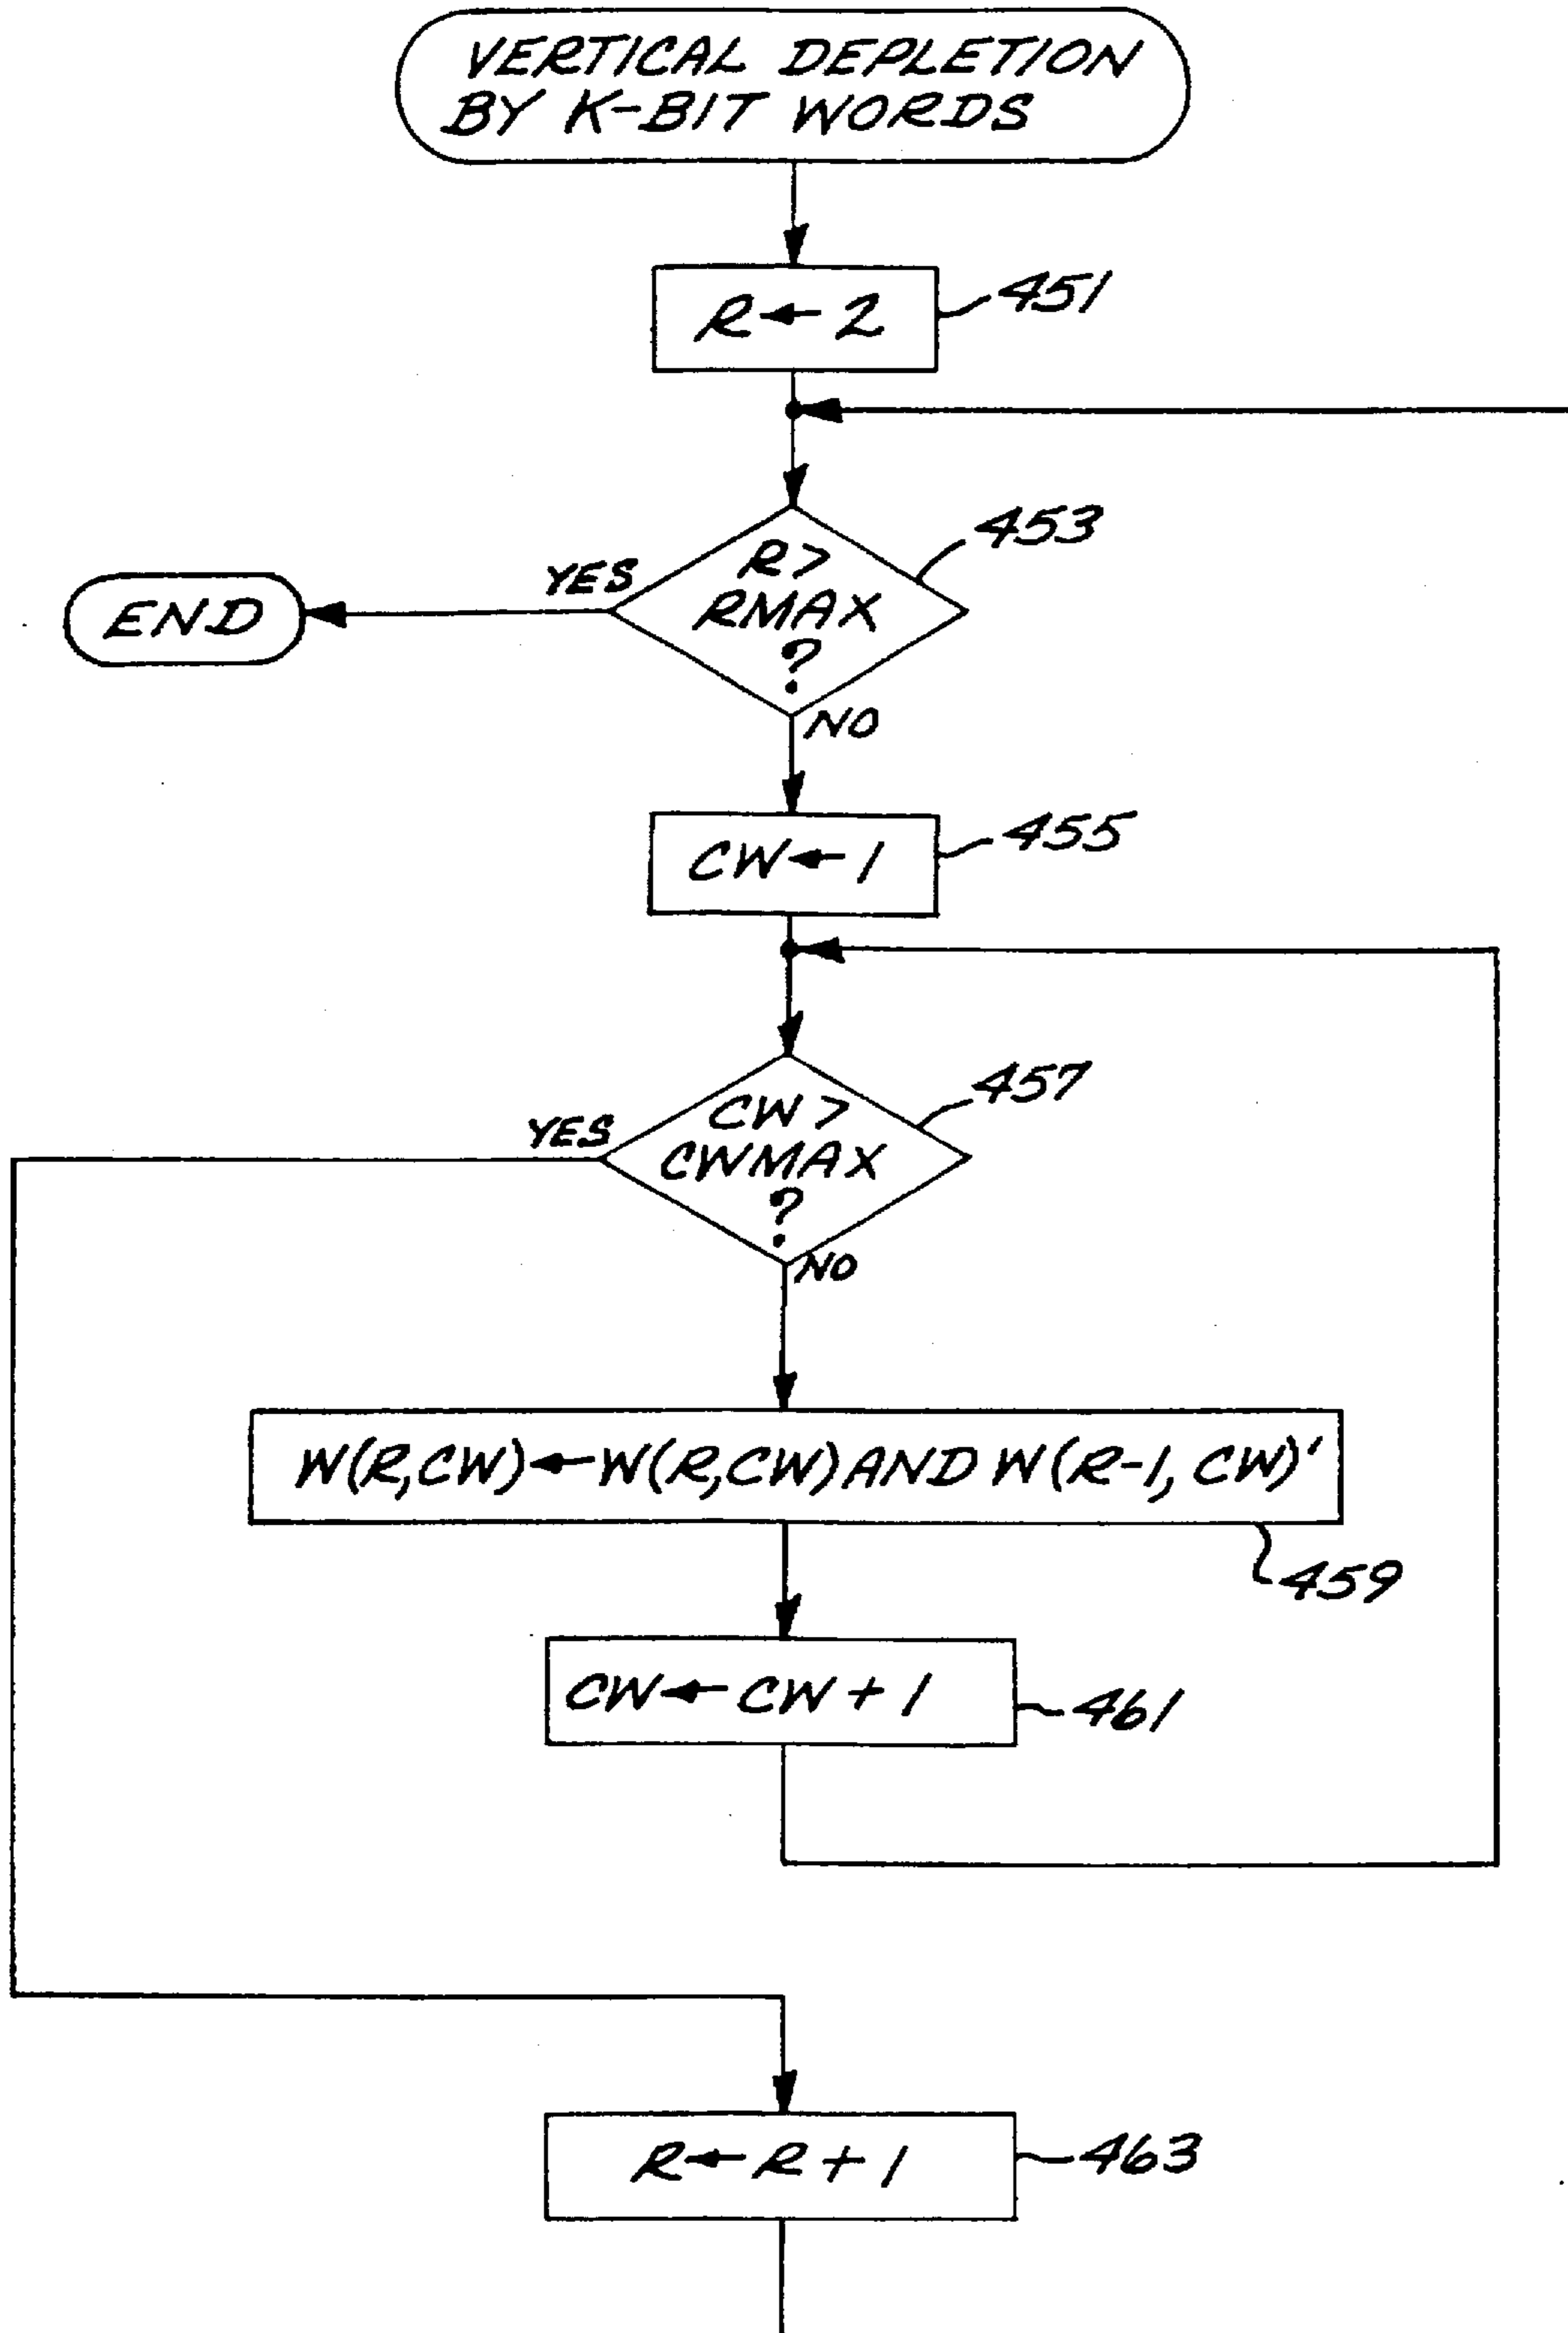 VERTICAL DEPLETION
BY K-BIT WORDS
R ← 2
451
R >
RMAX
?
453
YES
END
NO
CW ← 1
455
CW >
CWMAX
?
457
YES
NO
W(R,CW) ← W(R,CW) AND W(R-1, CW)'
459
CW ← CW + 1
461
R ← R + 1
463